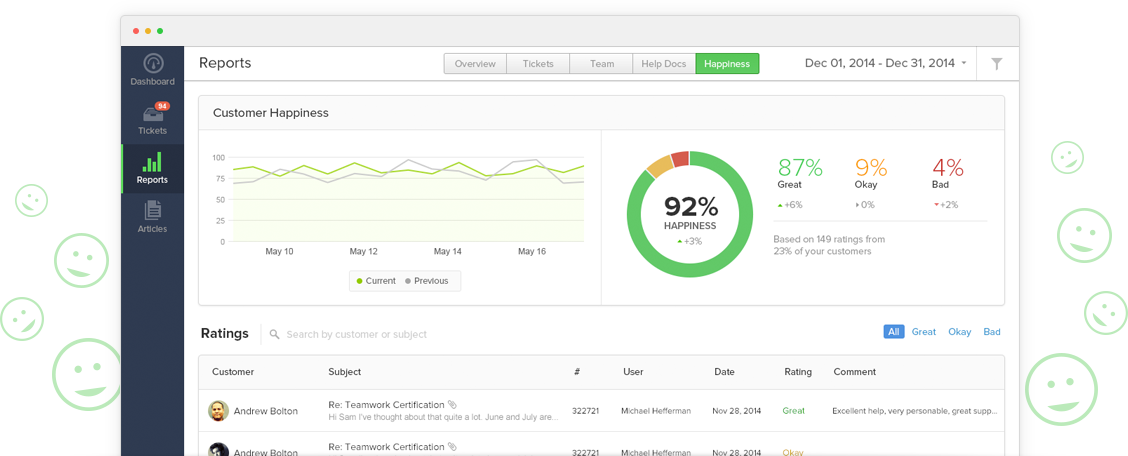 Reports
Overview
Tickets
Team
Help Docs
Happiness
Dec 01, 2014 - Dec 31, 2014
Dashboard
94
Tickets
Reports
Articles
Customer Happiness
100
75
50
25
0
May 10
May 12
May 14
May 16
Current
Previous
92%
HAPPINESS
+3%
87%
Great
+6%
9%
Okay
0%
4%
Bad
+2%
Based on 149 ratings from
23% of your customers
Ratings
Search by customer or subject
All
Great
Okay
Bad
Customer
Subject
#
User
Date
Rating
Comment
Andrew Bolton
Re: Teamwork Certification
Hi Sam I've thought about that quite a lot. June and July are...
322721
Michael Hefferman
Nov 28, 2014
Great
Excellent help, very personable, great supp...
Andrew Bolton
Re: Teamwork Certification
322721
Michael Hefferman
Nov 28, 2014
Okay